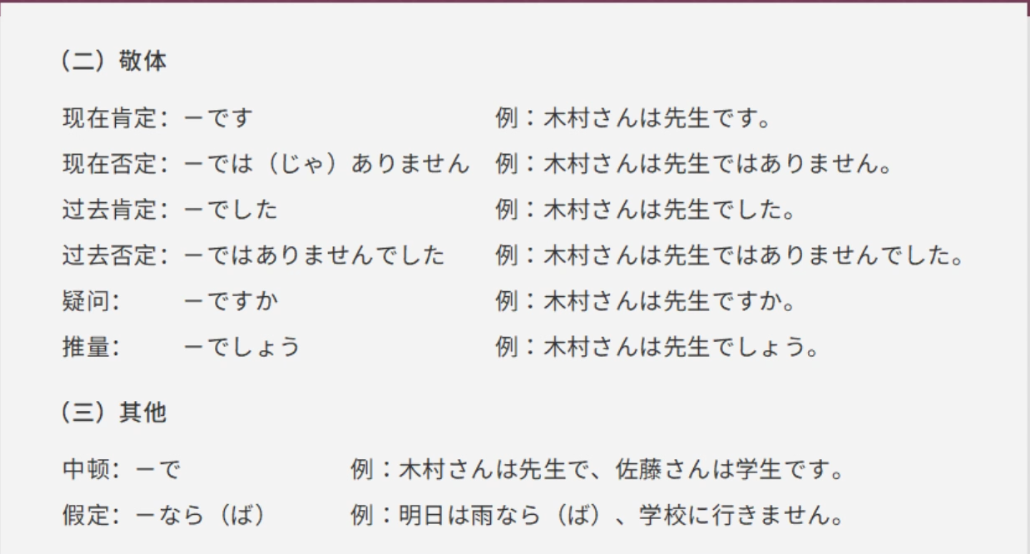 （二）敬体
现在肯定：－です 例：木村さんは先生です。
现在否定：－では（じゃ）ありません 例：木村さんは先生ではありません。
过去肯定：－でした 例：木村さんは先生でした。
过去否定：－ではありませんでした 例：木村さんは先生ではありませんでした。
疑问： －ですか 例：木村さんは先生ですか。
推量： －でしょう 例：木村さんは先生でしょう。
（三）其他
中顿：－で 例：木村さんは先生で、佐藤さんは学生です。
假定：－なら（ば） 例：明日は雨なら（ば）、学校に行きません。